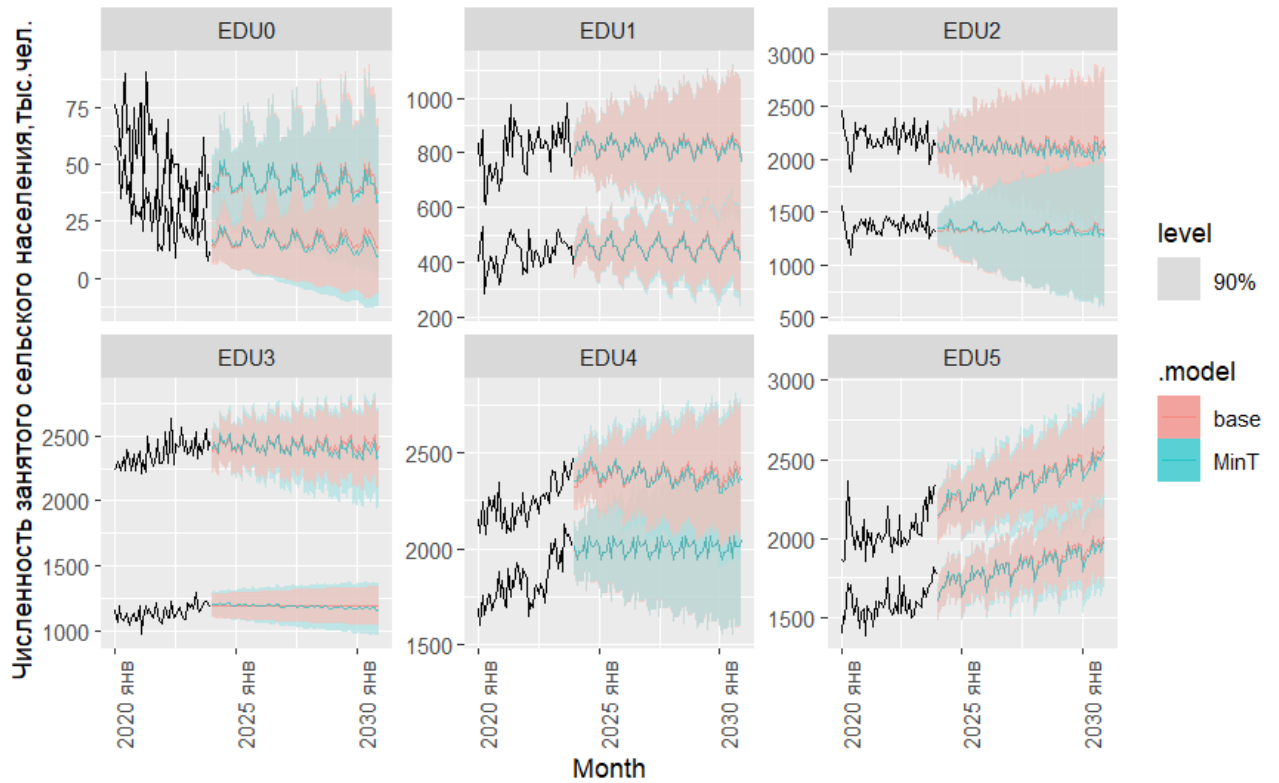 Численность занятого сельского населения,тыс.чел.
EDU0
EDU1
EDU2
75
50
25
0
1000
800
600
400
200
3000
2500
2000
1500
1000
500
EDU3
EDU4
EDU5
2500
2000
1500
1000
2500
2000
1500
3000
2500
2000
1500
2020 янв
2025 янв
2030 янв
2020 янв
2025 янв
2030 янв
2020 янв
2025 янв
2030 янв
Month
level
90%
.model
base
MinT